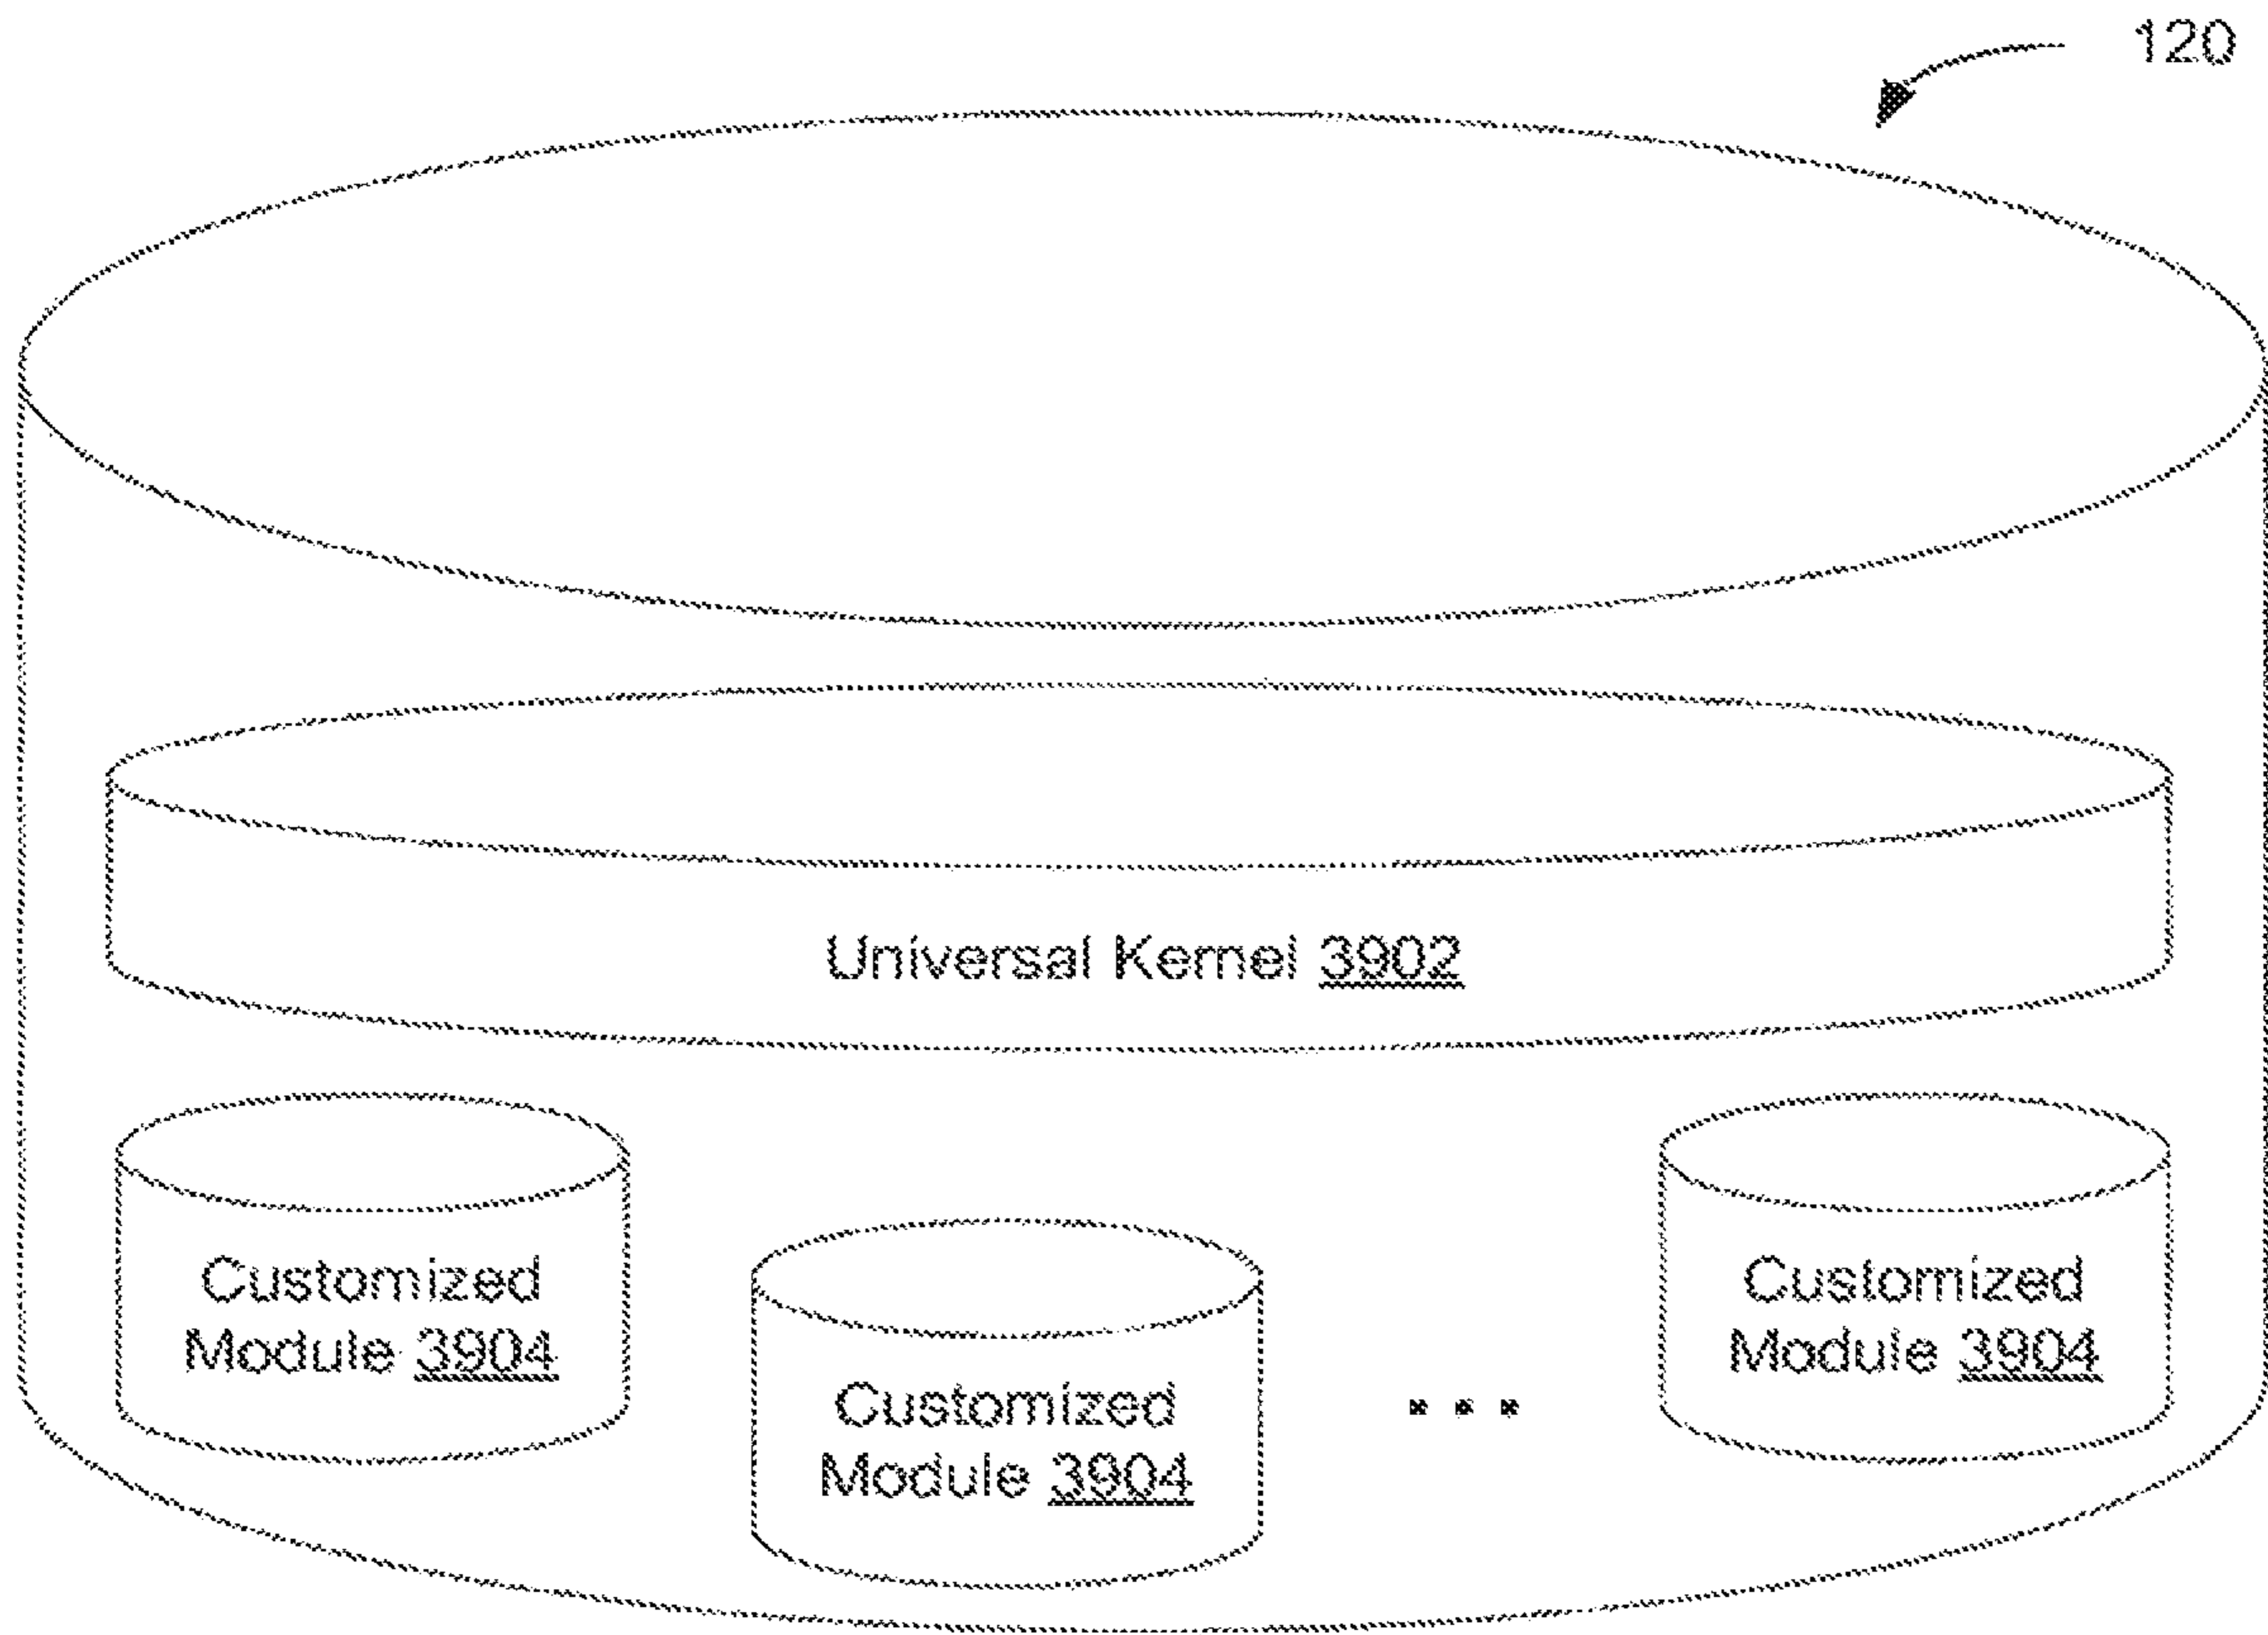 120
Universal Kernel 3902
Customized
Module 3904
Customized
Module 3904
...
Customized
Module 3904